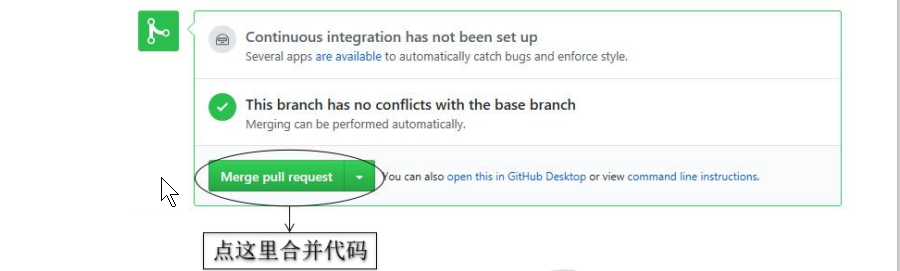 Continuous integration has not been set up
Several apps are available to automatically catch bugs and enforce style.
This branch has no conflicts with the base branch
Merging can be performed automatically.
Merge pull request You can also open this in GitHub Desktop or view command line instructions.
点这里合并代码